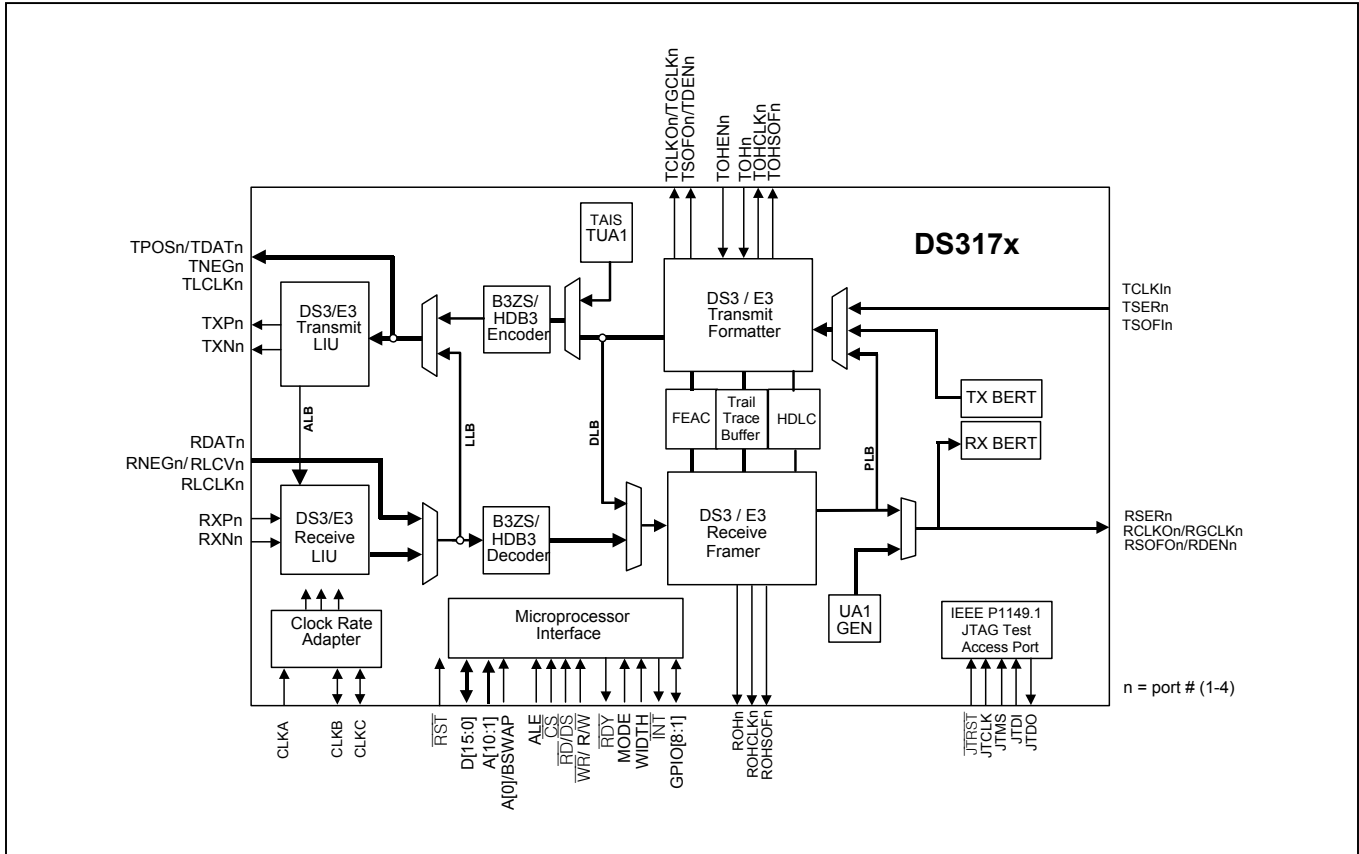 TCLKOn/TGCLKn
TSOFOn/TDENn
TOHENn
TOHn
TOHCLKn
TOHSOFn
DS317x
TAIS
TUA1
TPOSn/TDATn
TNEGn
TLCLKn
TXPn
TXNn
DS3/E3
Transmit
LIU
B3ZS/
HDB3
Encoder
DS3 / E3
Transmit
Formatter
TCLKIn
TSERn
TSOFIn
TX BERT
RX BERT
FEAC
Trail
Trace
Buffer
HDLC
ALB
LLB
DLB
PLB
RDATn
RNEGn/ RLCVn
RLCLKn
RXPn
RXNn
DS3/E3
Receive
LIU
B3ZS/
HDB3
Decoder
DS3 / E3
Receive
Framer
RSERn
RCLKOn/RGCLKn
RSOFOn/RDENn
UA1
GEN
Clock Rate
Adapter
Microprocessor
Interface
IEEE P1149.1
JTAG Test
Access Port
n = port # (1-4)
CLKA
CLKB
CLKC
RST
D[15:0]
A[10:1]
A[0]/BSWAP
ALE
CS
RD/DS
WR/ R/W
RDY
MODE
WIDTH
INT
GPIO[8:1]
ROHn
ROHCLKn
ROHSOFn
JTRST
JTCLK
JTMS
JTDI
JTDO